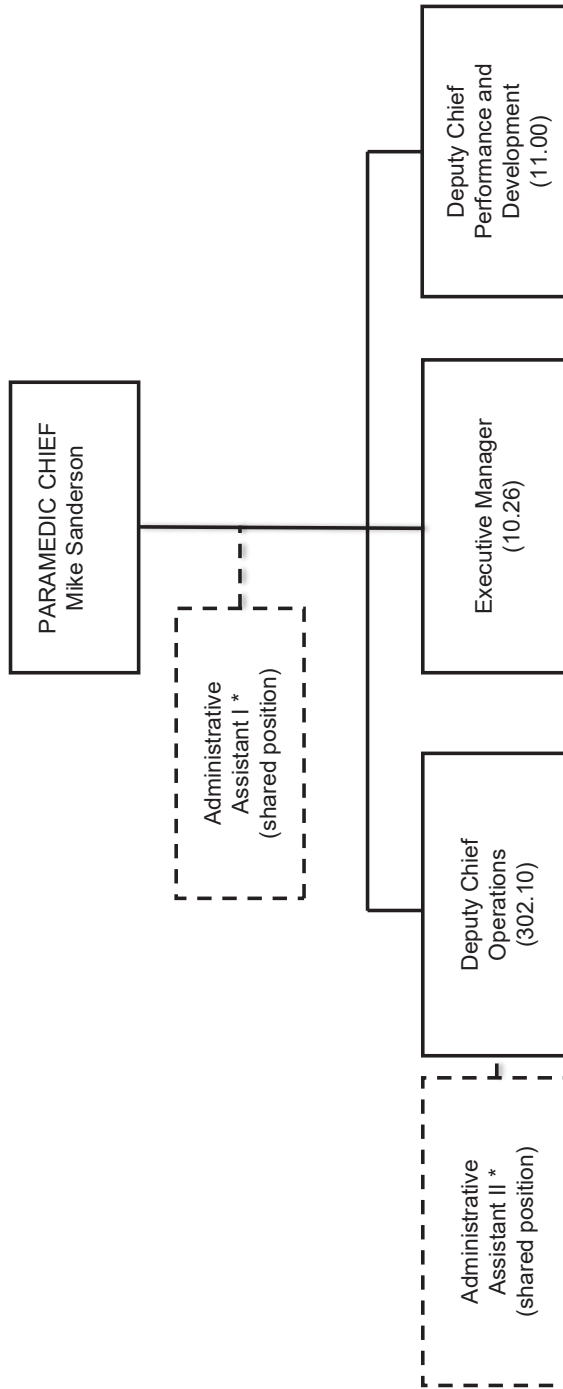 PARAMEDIC CHIEF
Mike Sanderson
Administrative
Assistant I *
(shared position)
Administrative
Assistant II *
(shared position)
Deputy Chief
Operations
(302.10)
Executive Manager
(10.26)
Deputy Chief
Performance and
Development
(11.00)